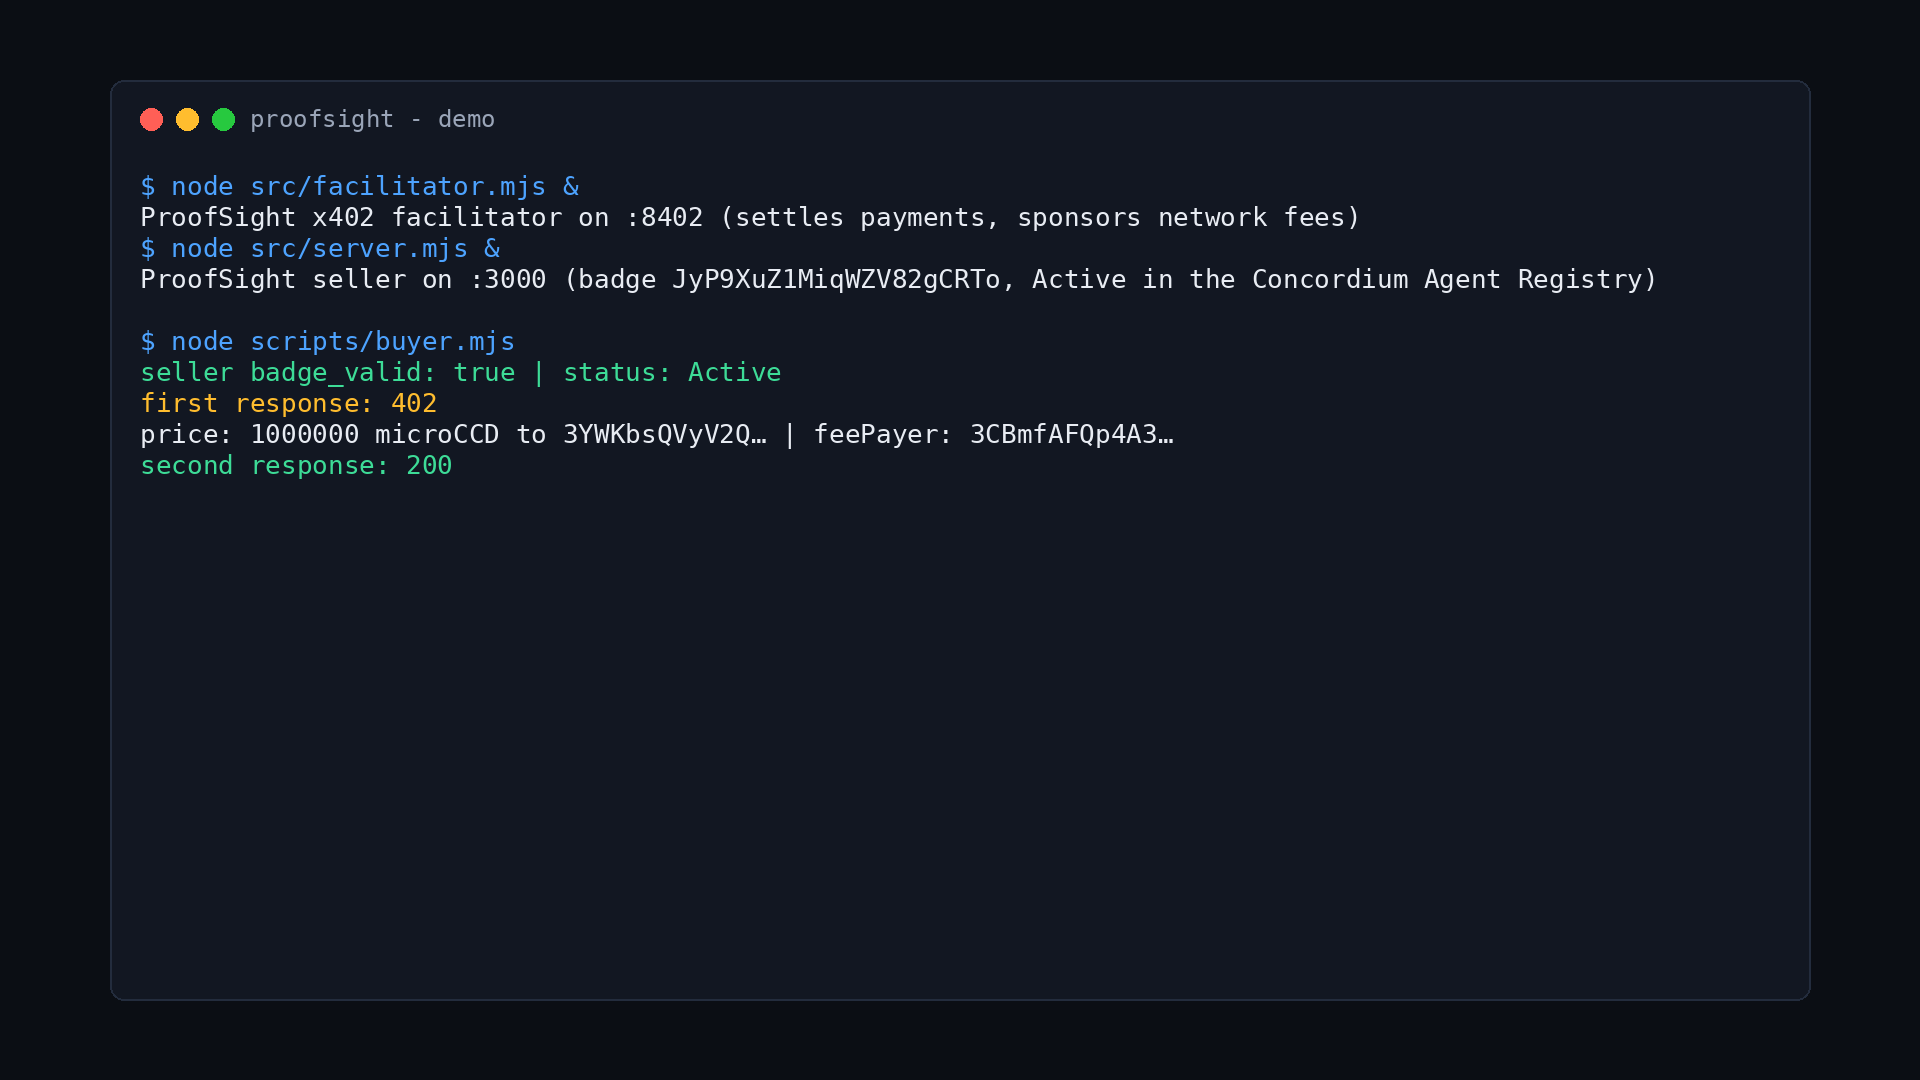 proofsight - demo
$ node src/facilitator.mjs &
ProofSight x402 facilitator on :8402 (settles payments, sponsors network fees)
$ node src/server.mjs &
ProofSight seller on :3000 (badge JyP9XuZ1MiqWZV82gCRTo, Active in the Concordium Agent Registry)
$ node scripts/buyer.mjs
seller badge_valid: true | status: Active
first response: 402
price: 1000000 microCCD to 3YWKbsQVyV2Q… | feePayer: 3CBmfAFQp4A3…
second response: 200